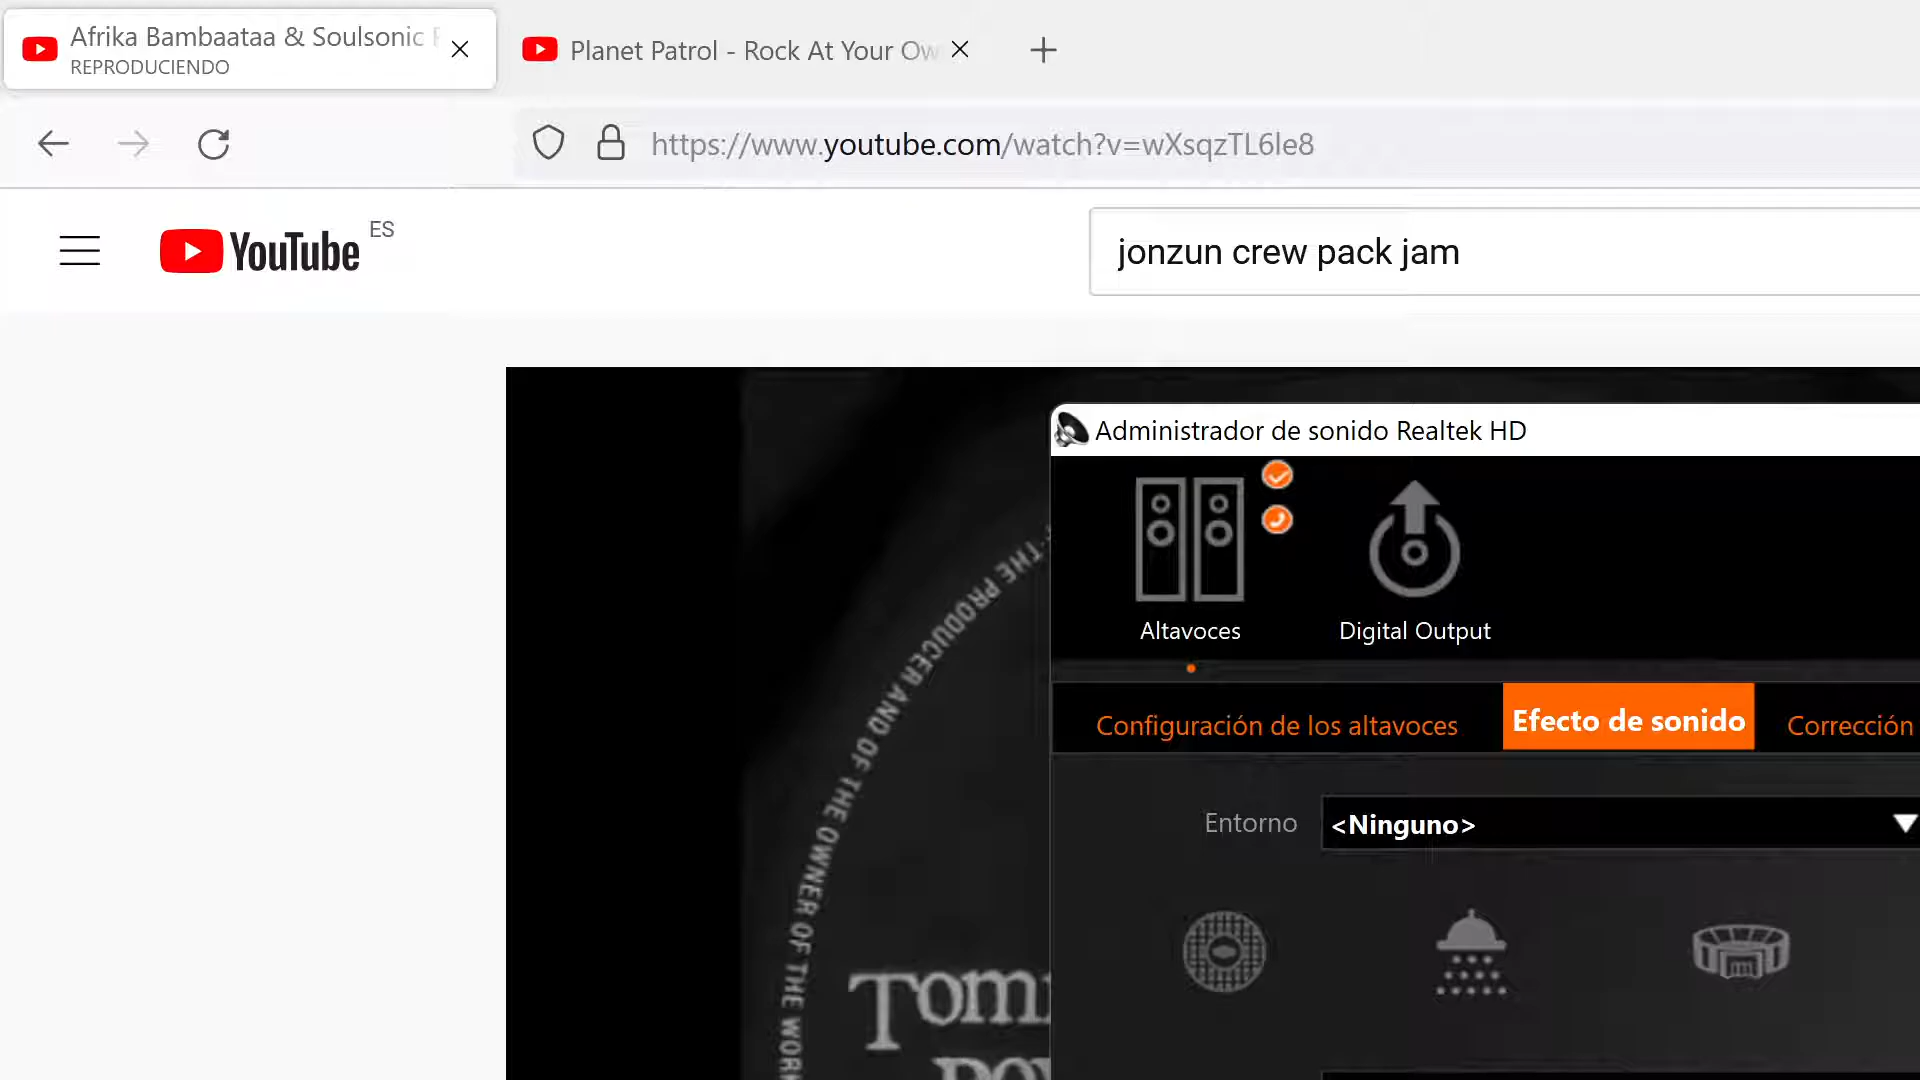 Afrika Bambaataa & Soulsonic
REPRODUCIENDO
Planet Patrol - Rock At Your Ow
https://www.youtube.com/watch?v=wXsqzTL6le8
YouTube ES
jonzun crew pack jam
Administrador de sonido Realtek HD
Altavoces
Digital Output
Configuración de los altavoces
Efecto de sonido
Corrección
Entorno
<Ninguno>
THE PRODUCER AND OF THE OWNER OF THE WORK
Tom